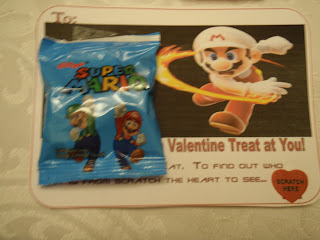 To:
SUPER
MARIO
Valentine Treat at You!
AT. TO FIND OUT WHO
FROM SCRATCH THE HEART TO SEE...
SCRATCH
HERE